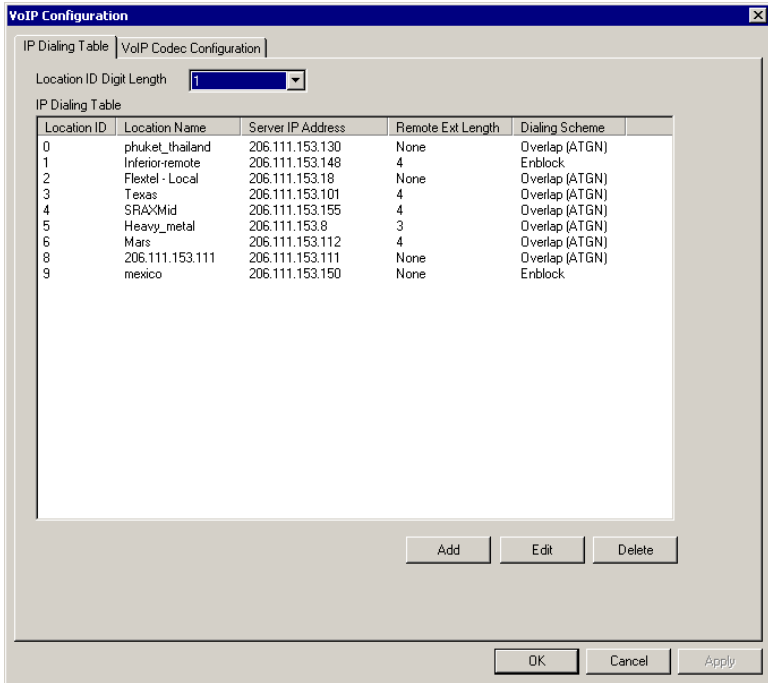 VoIP Configuration
IP Dialing Table VoIP Codec Configuration
Location ID Digit Length 1
IP Dialing Table
Location ID Location Name Server IP Address Remote Ext Length Dialing Scheme
0 phuket_thailand 206.111.153.130 None Overlap (ATGN)
1 Inferior-remote 206.111.153.148 4 Enblock
2 Flextel - Local 206.111.153.18 None Overlap (ATGN)
3 Texas 206.111.153.101 4 Overlap (ATGN)
4 SRAXMid 206.111.153.155 4 Overlap (ATGN)
5 Heavy_metal 206.111.153.8 3 Overlap (ATGN)
6 Mars 206.111.153.112 4 Overlap (ATGN)
8 206.111.153.111 206.111.153.111 None Overlap (ATGN)
9 mexico 206.111.153.150 None Enblock
Add Edit Delete
OK Cancel Apply